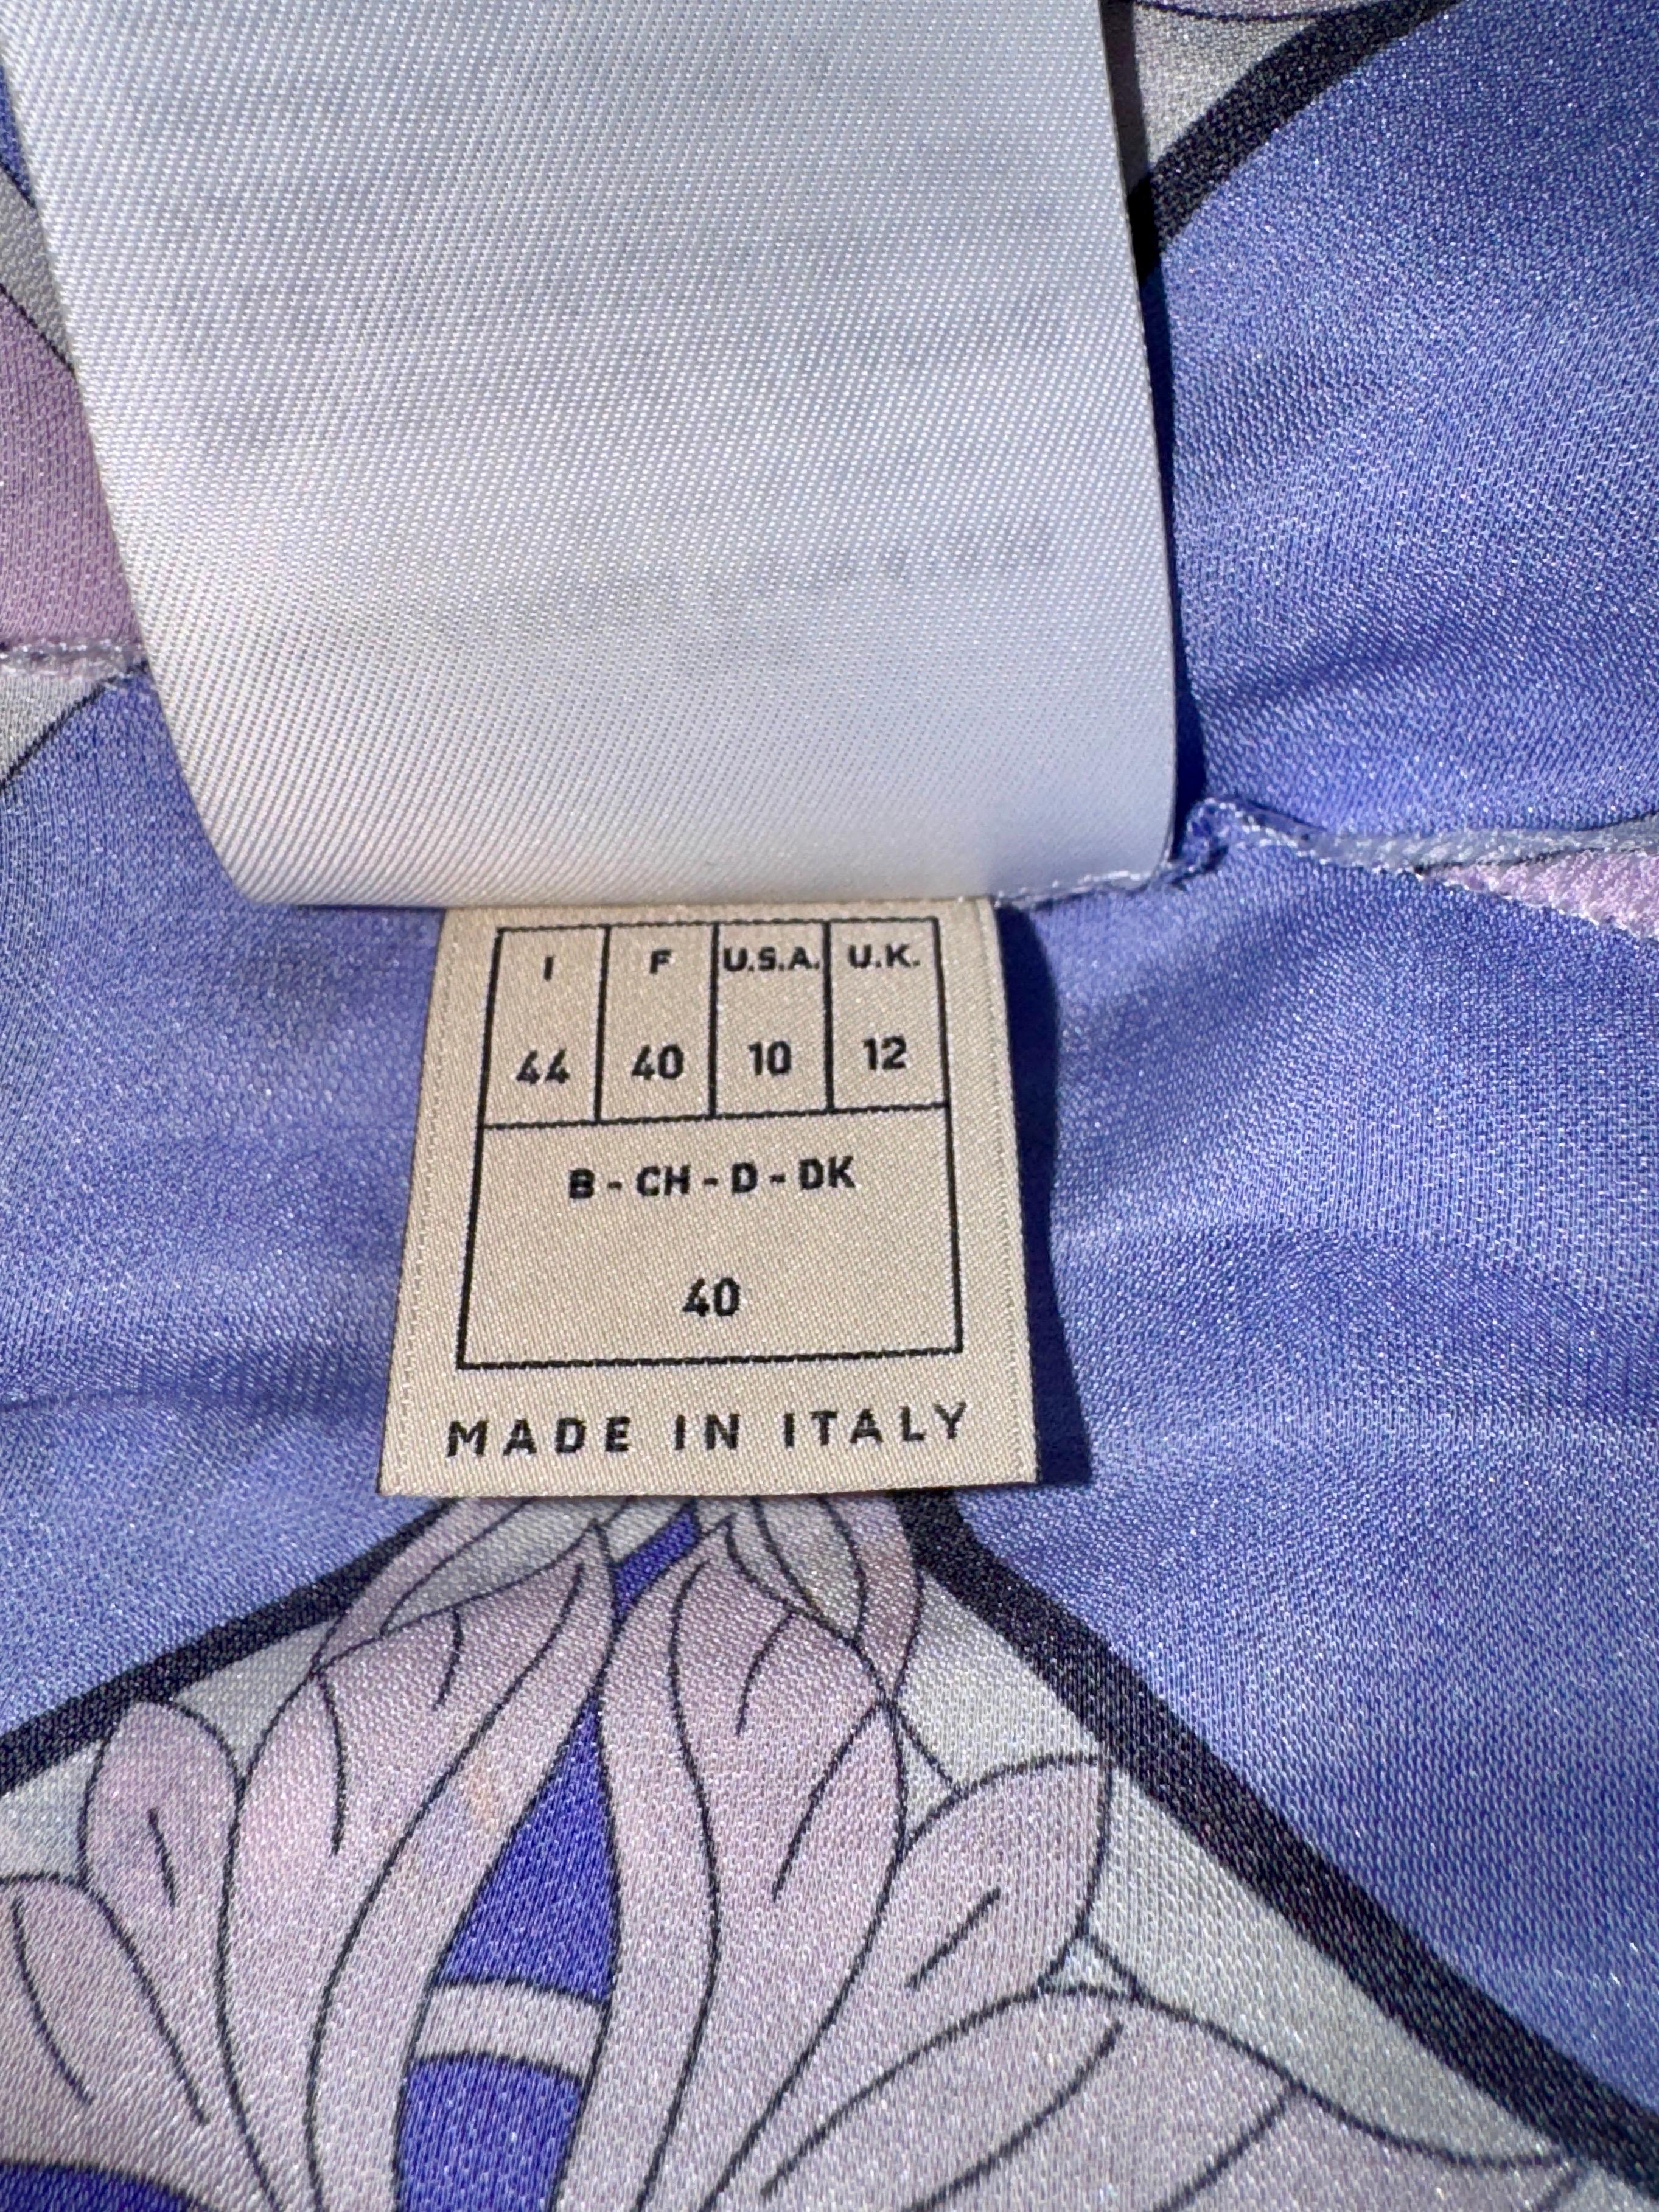 I F U.S.A. U.K.
44 40 10 12
B - CH - D - DK
40
MADE IN ITALY